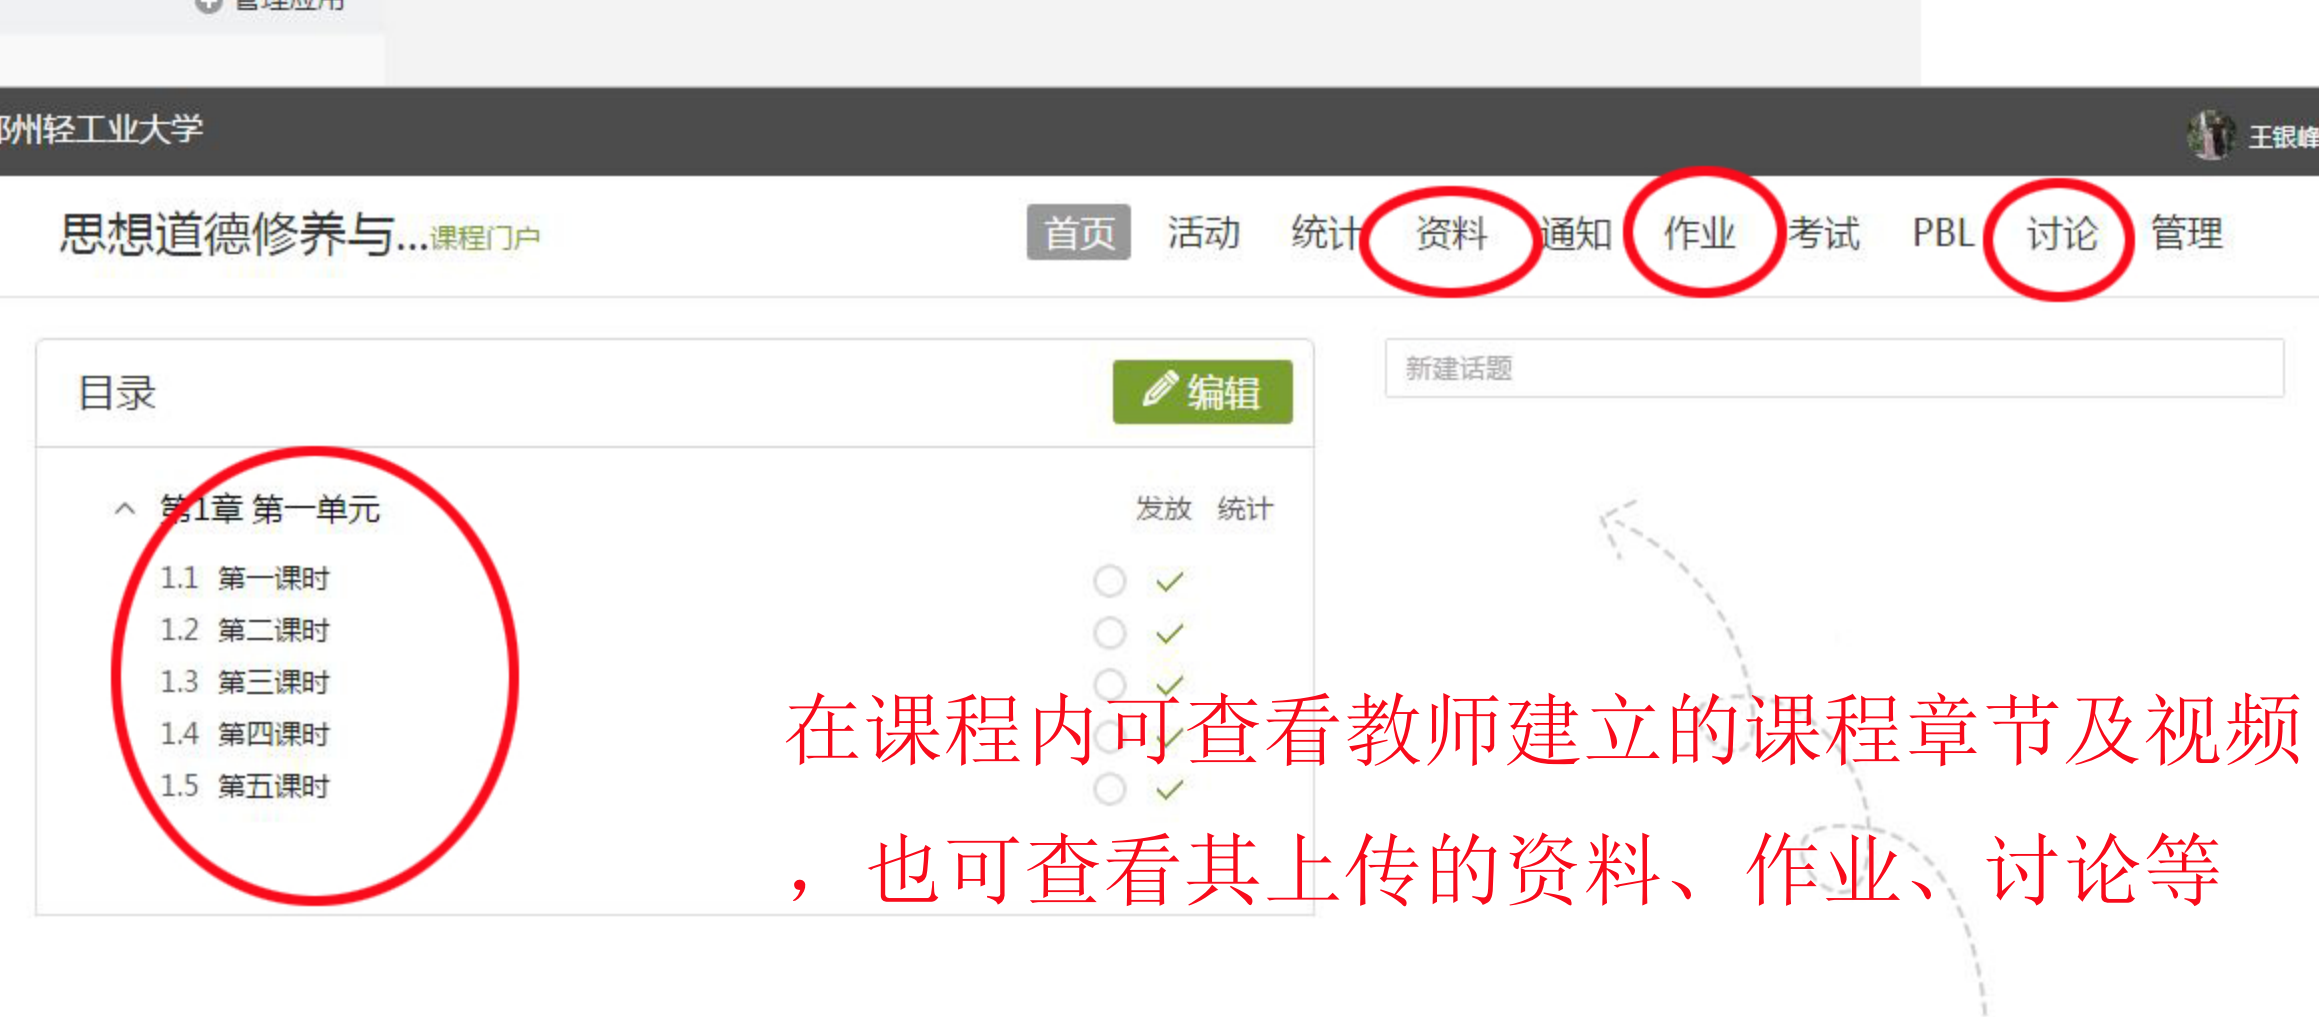 管理应用
州轻工业大学
王银峰
思想道德修养与...课程门户
首页 活动 统计 资料 通知 作业 考试 PBL 讨论 管理
目录
编辑
新建话题
第1章 第一单元
发放 统计
1.1 第一课时
1.2 第二课时
1.3 第三课时
1.4 第四课时
1.5 第五课时
在课程内可查看教师建立的课程章节及视频
，也可查看其上传的资料、作业、讨论等